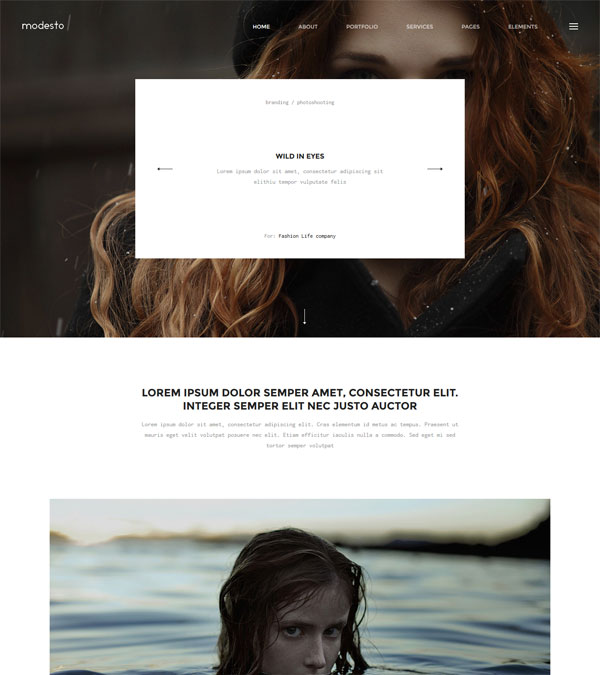 modesto /
HOME ABOUT PORTFOLIO SERVICES PAGES ELEMENTS
branding / photoshooting
WILD IN EYES
Lorem ipsum dolor sit amet, consectetur adipiscing sit
elithiu tempor vulputate felis
For: Fashion Life company
LOREM IPSUM DOLOR SEMPER AMET, CONSECTETUR ELIT.
INTEGER SEMPER ELIT NEC JUSTO AUCTOR
Lorem ipsum dolor sit amet, consectetur adipiscing elit. Cras elementum id metus ac tempus. Praesent ut
mauris eget velit volutpat posuere nec elit. Etiam efficitur iaculis nulla a commodo. Sed eget mi sed
tortor semper volutpat